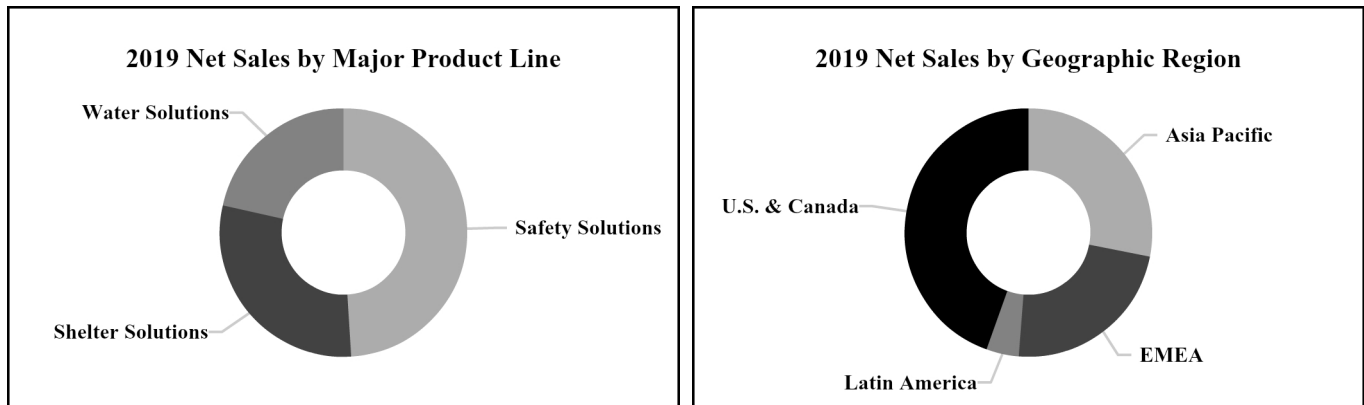 2019 Net Sales by Major Product Line
Water Solutions
Safety Solutions
Shelter Solutions
2019 Net Sales by Geographic Region
Asia Pacific
U.S. & Canada
EMEA
Latin America